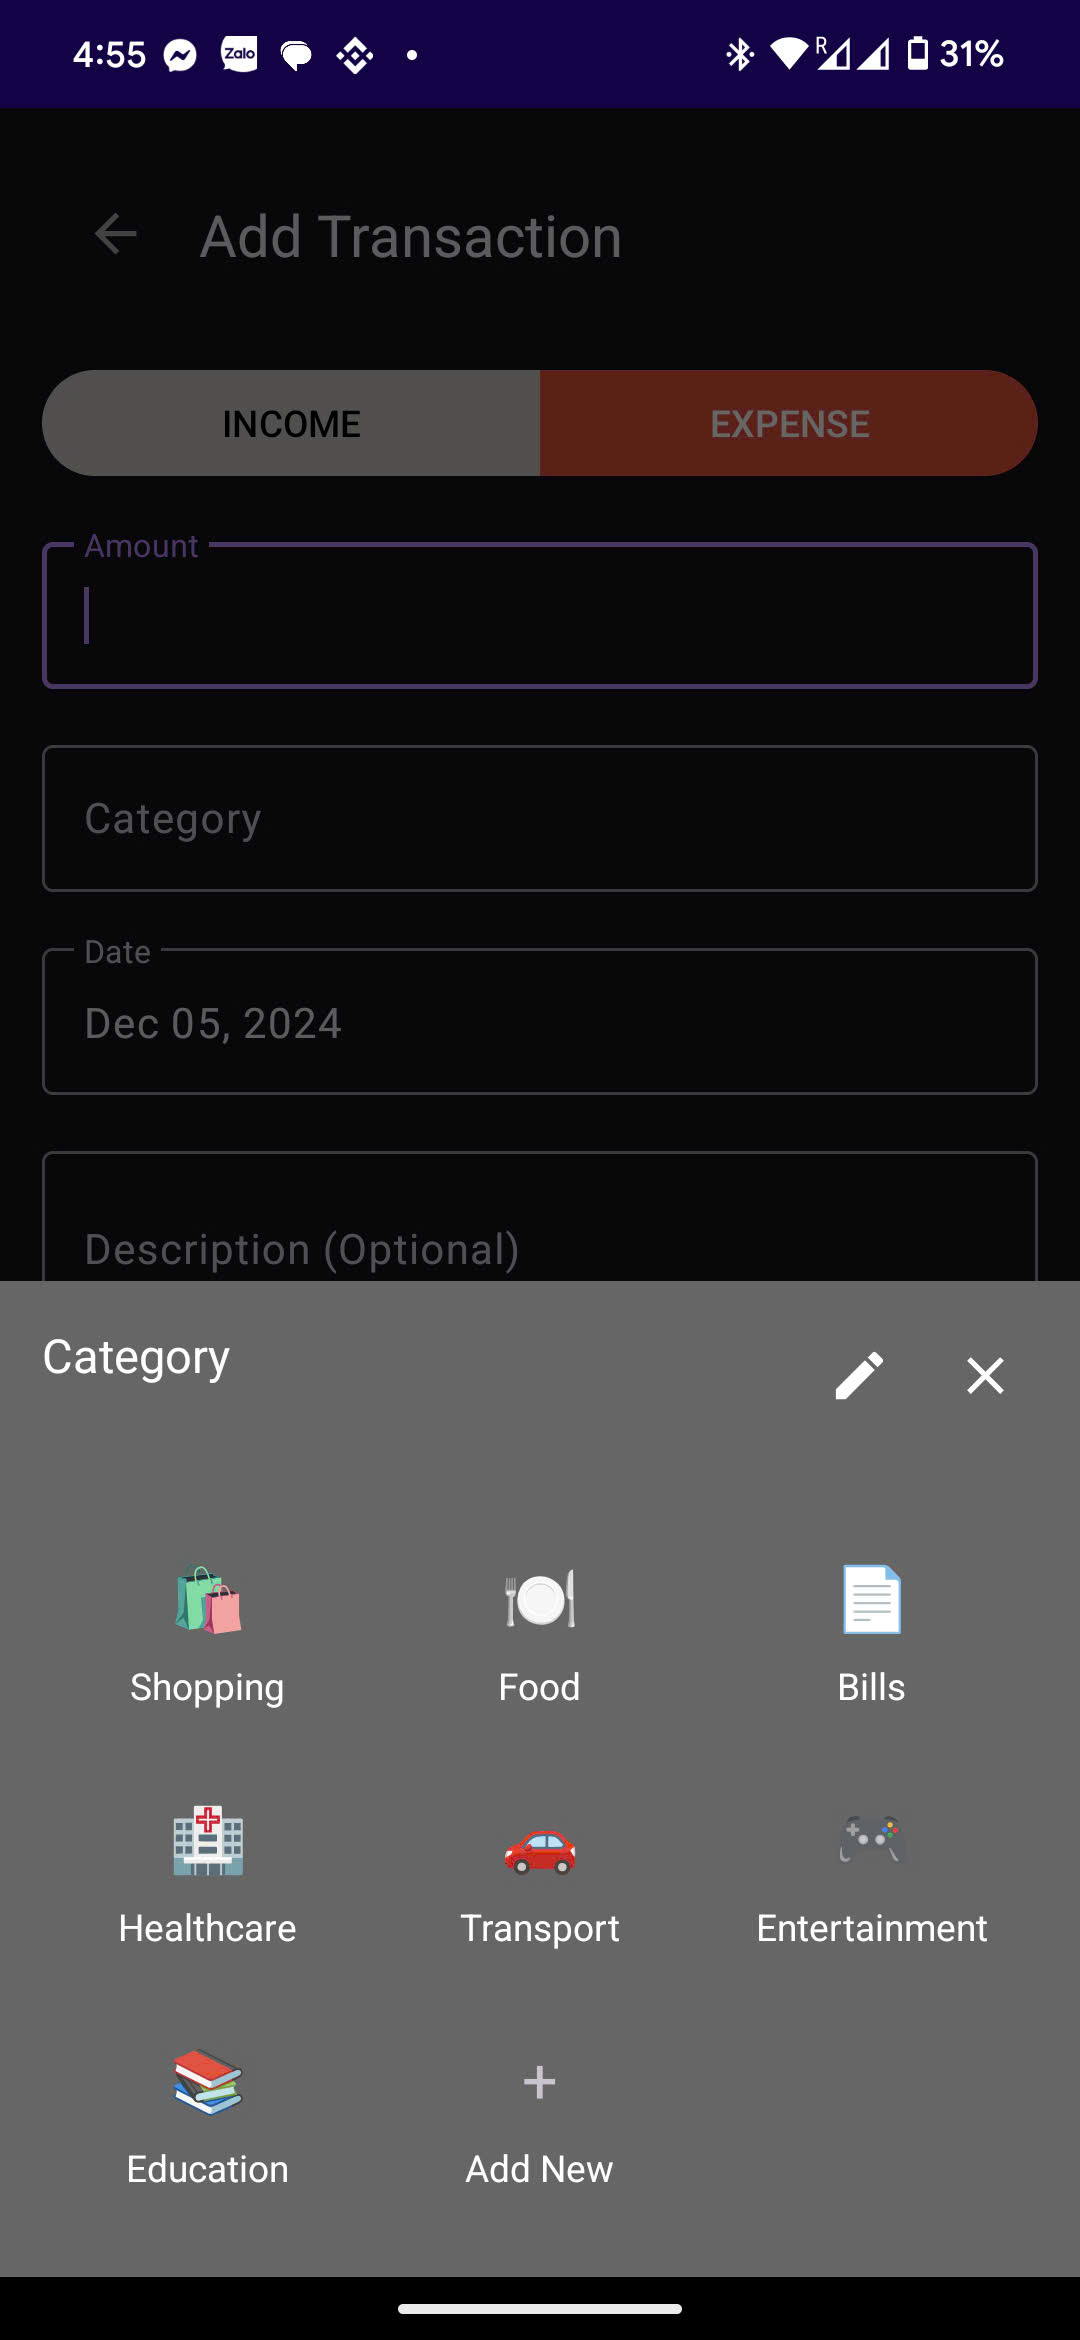 4:55 Zalo R 31%
Add Transaction
INCOME EXPENSE
Amount
Category
Date
Dec 05, 2024
Description (Optional)
Category
Shopping Food Bills
Healthcare Transport Entertainment
Education Add New